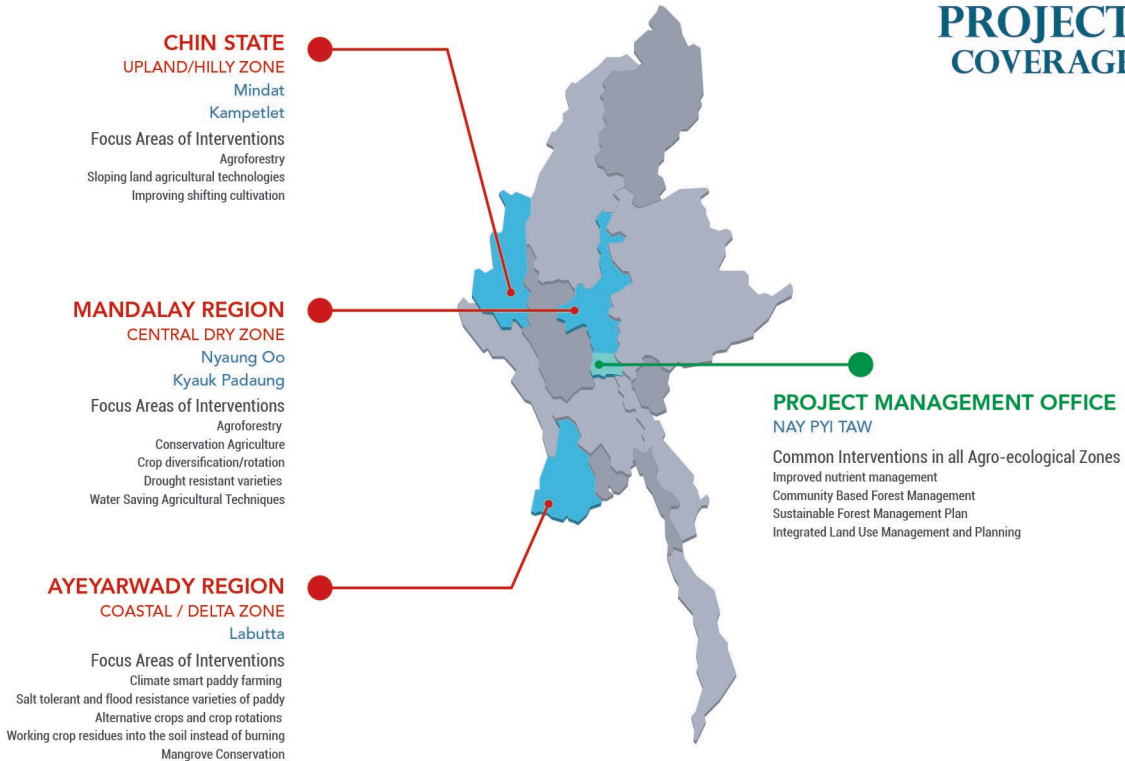 PROJECT
COVERAGE
CHIN STATE
UPLAND/HILLY ZONE
Mindat
Kampetlet
Focus Areas of Interventions
Agroforestry
Sloping land agricultural technologies
Improving shifting cultivation
MANDALAY REGION
CENTRAL DRY ZONE
Nyaung Oo
Kyauk Padaung
Focus Areas of Interventions
Agroforestry
Conservation Agriculture
Crop diversification/rotation
Drought resistant varieties
Water Saving Agricultural Techniques
AYEYARWADY REGION
COASTAL / DELTA ZONE
Labutta
Focus Areas of Interventions
Climate smart paddy farming
Salt tolerant and flood resistance varieties of paddy
Alternative crops and crop rotations
Working crop residues into the soil instead of burning
Mangrove Conservation
PROJECT MANAGEMENT OFFICE
NAY PYI TAW
Common Interventions in all Agro-ecological Zones
Improved nutrient management
Community Based Forest Management
Sustainable Forest Management Plan
Integrated Land Use Management and Planning